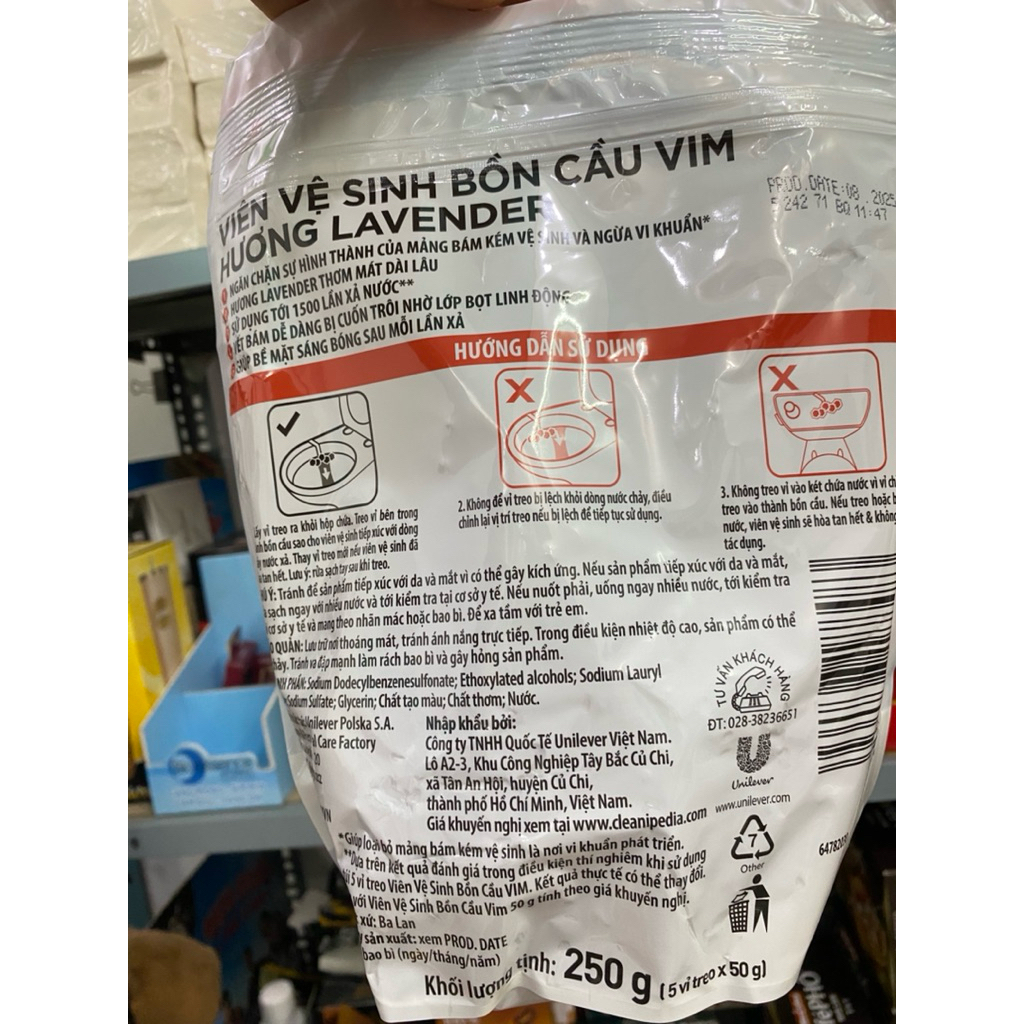 VIÊN VỆ SINH BỒN CẦU VIM
HƯƠNG LAVENDER
PROD.DATE:08.2025
5 242 71 BQ 11:47
NGĂN CHẶN SỰ HÌNH THÀNH CỦA MẢNG BÁM KÉM VỆ SINH VÀ NGỪA VI KHUẨN*
HƯƠNG LAVENDER THƠM MÁT DÀI LÂU
SỬ DỤNG TỚI 1500 LẦN XẢ NƯỚC**
VẾT BÁM DỄ DÀNG BỊ CUỐN TRÔI NHỜ LỚP BỌT LINH ĐỘNG
GIÚP BỀ MẶT SÁNG BÓNG SAU MỖI LẦN XẢ
HƯỚNG DẪN SỬ DỤNG
vỉ treo ra khỏi hộp chứa. Treo vỉ bên trong
bồn cầu sao cho viên vệ sinh tiếp xúc với dòng
nước xả. Thay vỉ treo mới nếu viên vệ sinh đã
tan hết. Lưu ý: rửa sạch tay sau khi treo.
2. Không để vỉ treo bị lệch khỏi dòng nước chảy, điều
chỉnh lại vị trí treo nếu bị lệch để tiếp tục sử dụng.
3. Không treo vỉ vào két chứa nước vì vỉ
treo vào thành bồn cầu. Nếu treo hoặc
nước, viên vệ sinh sẽ hòa tan hết &
tác dụng.
Ý: Tránh để sản phẩm tiếp xúc với da và mắt vì có thể gây kích ứng. Nếu sản phẩm tiếp xúc với da và mắt,
sạch ngay với nhiều nước và tới kiểm tra tại cơ sở y tế. Nếu nuốt phải, uống ngay nhiều nước, tới kiểm tra
cơ sở y tế và mang theo nhãn mác hoặc bao bì. Để xa tầm với trẻ em.
QUẢN: Lưu trữ nơi thoáng mát, tránh ánh nắng trực tiếp. Trong điều kiện nhiệt độ cao, sản phẩm có thể
chảy. Tránh va đập mạnh làm rách bao bì và gây hỏng sản phẩm.
PHẦN: Sodium Dodecylbenzenesulfonate; Ethoxylated alcohols; Sodium Lauryl
Sodium Sulfate; Glycerin; Chất tạo màu; Chất thơm; Nước.
Unilever Polska S.A.
Care Factory
Nhập khẩu bởi:
Công ty TNHH Quốc Tế Unilever Việt Nam.
Lô A2-3, Khu Công Nghiệp Tây Bắc Củ Chi,
xã Tân An Hội, huyện Củ Chi,
thành phố Hồ Chí Minh, Việt Nam.
Giá khuyến nghị xem tại www.cleanipedia.com
TƯ VẤN KHÁCH HÀNG
ĐT: 028-38236651
Unilever
www.unilever.com
7
Other
*Giúp loại bỏ mảng bám kém vệ sinh là nơi vi khuẩn phát triển.
**Dựa trên kết quả đánh giá trong điều kiện thí nghiệm khi sử dụng
5 vỉ treo Viên Vệ Sinh Bồn Cầu VIM. Kết quả thực tế có thể thay đổi.
với Viên Vệ Sinh Bồn Cầu Vim 50 g tính theo giá khuyến nghị.
xứ: Ba Lan
sản xuất: xem PROD. DATE
bao bì (ngày/tháng/năm)
Khối lượng tịnh: 250 g (5 vỉ treo x 50 g)